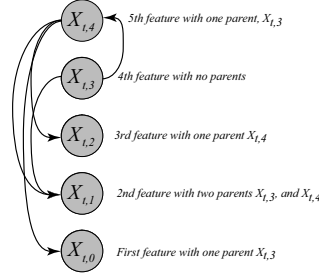 X_{t,4} 5th feature with one parent, X_{t,3}
X_{t,3} 4th feature with no parents
X_{t,2} 3rd feature with one parent X_{t,4}
X_{t,1} 2nd feature with two parents X_{t,3}, and X_{t,4}
X_{t,0} First feature with one parent X_{t,3}